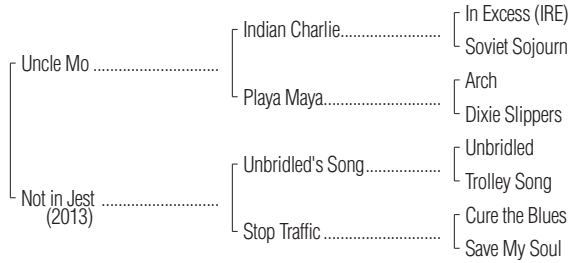 In Excess (IRE)
Indian Charlie
Soviet Sojourn
Uncle Mo
Arch
Playa Maya
Dixie Slippers
Unbridled
Unbridled's Song
Trolley Song
Not in Jest
(2013)
Cure the Blues
Stop Traffic
Save My Soul